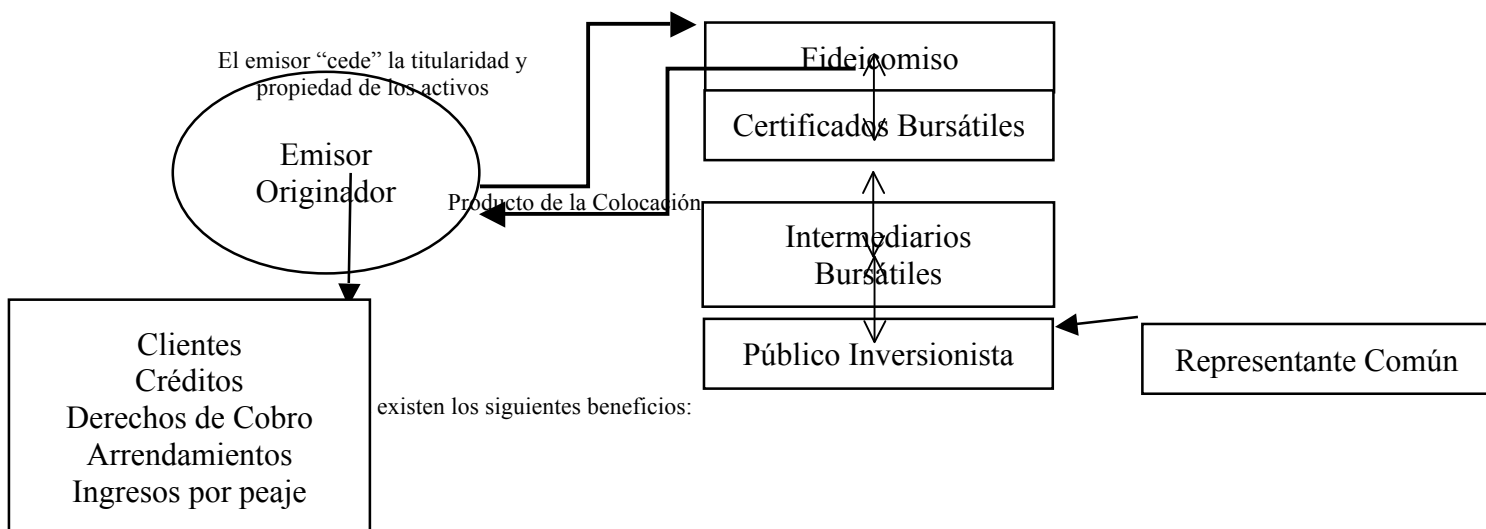 El emisor “cede” la titularidad y
propiedad de los activos
Emisor
Originador
Producto de la Colocación
Fideicomiso
Certificados Bursátiles
Intermediarios
Bursátiles
Público Inversionista
Representante Común
Clientes
Créditos
Derechos de Cobro
Arrendamientos
Ingresos por peaje
existen los siguientes beneficios: